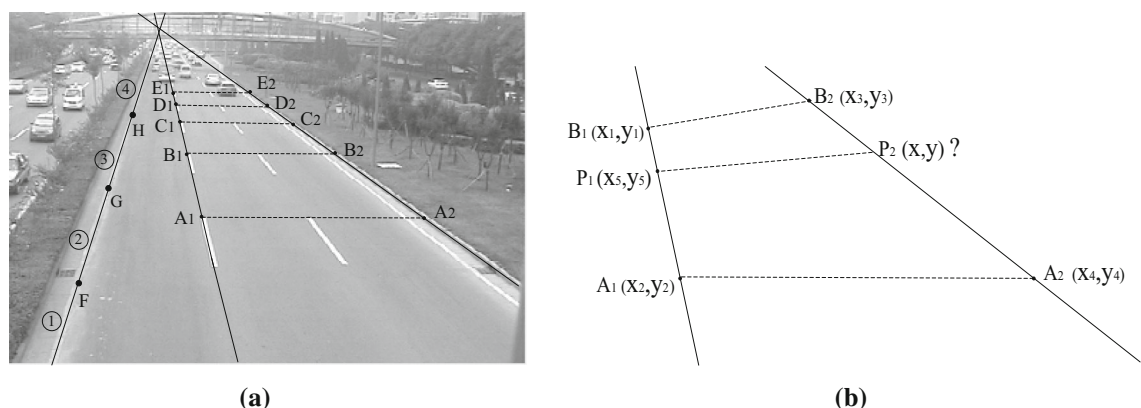 ④
H
③
G
②
F
①
E1 E2
D1 D2
C1 C2
B1 B2
A1 A2
(a)
B2 (x3,y3)
B1 (x1,y1)
P2 (x,y) ?
P1 (x5,y5)
A1 (x2,y2) A2 (x4,y4)
(b)